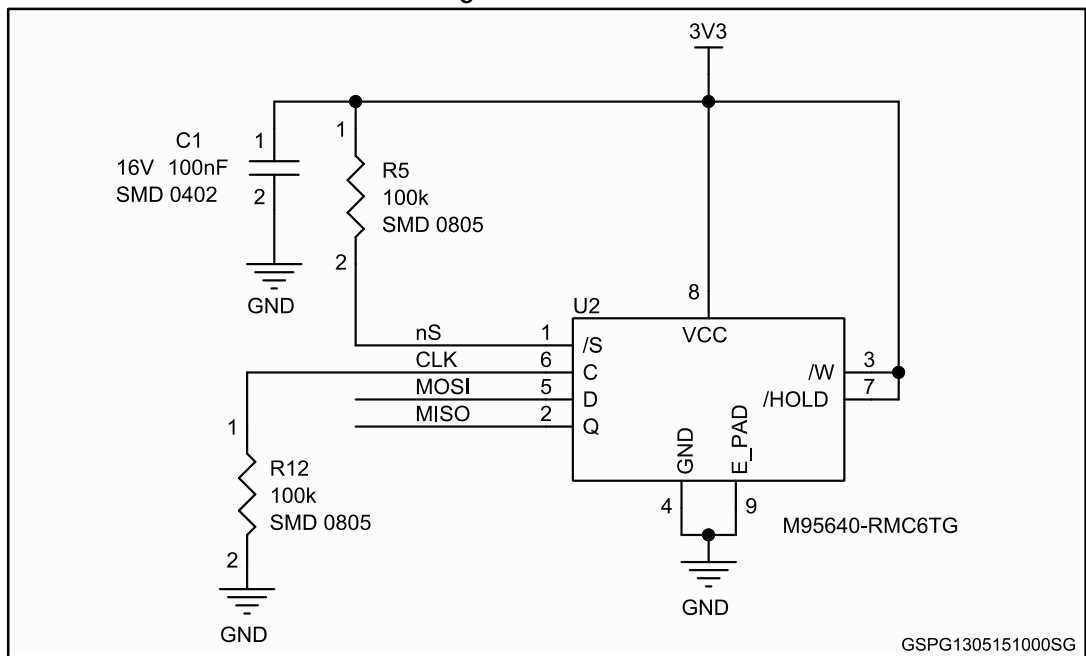 3V3
C1
16V 100nF
SMD 0402
1
2
GND
1
R5
100k
SMD 0805
2
U2
8
VCC
nS
1
/S
CLK
6
C
MOSI
5
D
MISO
2
Q
/W
3
/HOLD
7
GND
E_PAD
4
9
M95640-RMC6TG
GND
1
R12
100k
SMD 0805
2
GND
GSPG1305151000SG